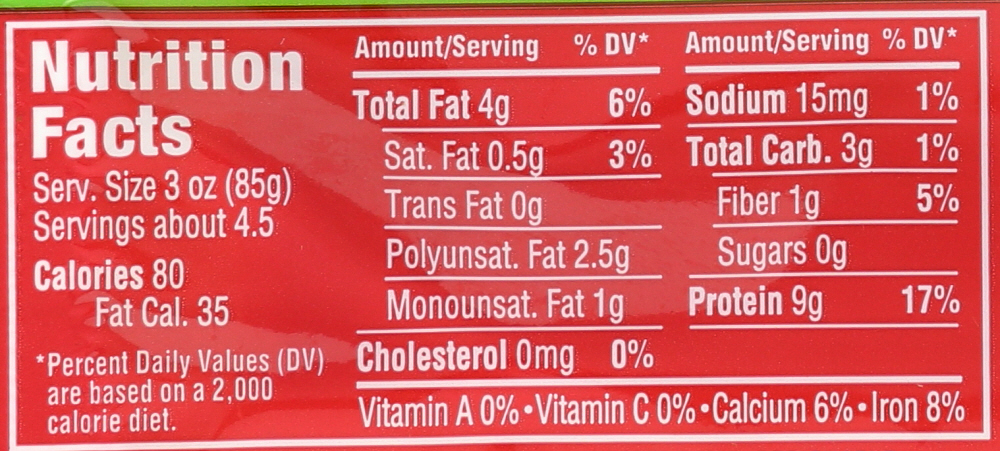 Nutrition
Facts
Serv. Size 3 oz (85g)
Servings about 4.5
Calories 80
Fat Cal. 35
*Percent Daily Values (DV)
are based on a 2,000
calorie diet.
Amount/Serving % DV*
Total Fat 4g 6%
Sat. Fat 0.5g 3%
Trans Fat 0g
Polyunsat. Fat 2.5g
Monounsat. Fat 1g
Cholesterol 0mg 0%
Amount/Serving % DV*
Sodium 15mg 1%
Total Carb. 3g 1%
Fiber 1g 5%
Sugars 0g
Protein 9g 17%
Vitamin A 0% • Vitamin C 0% • Calcium 6% • Iron 8%